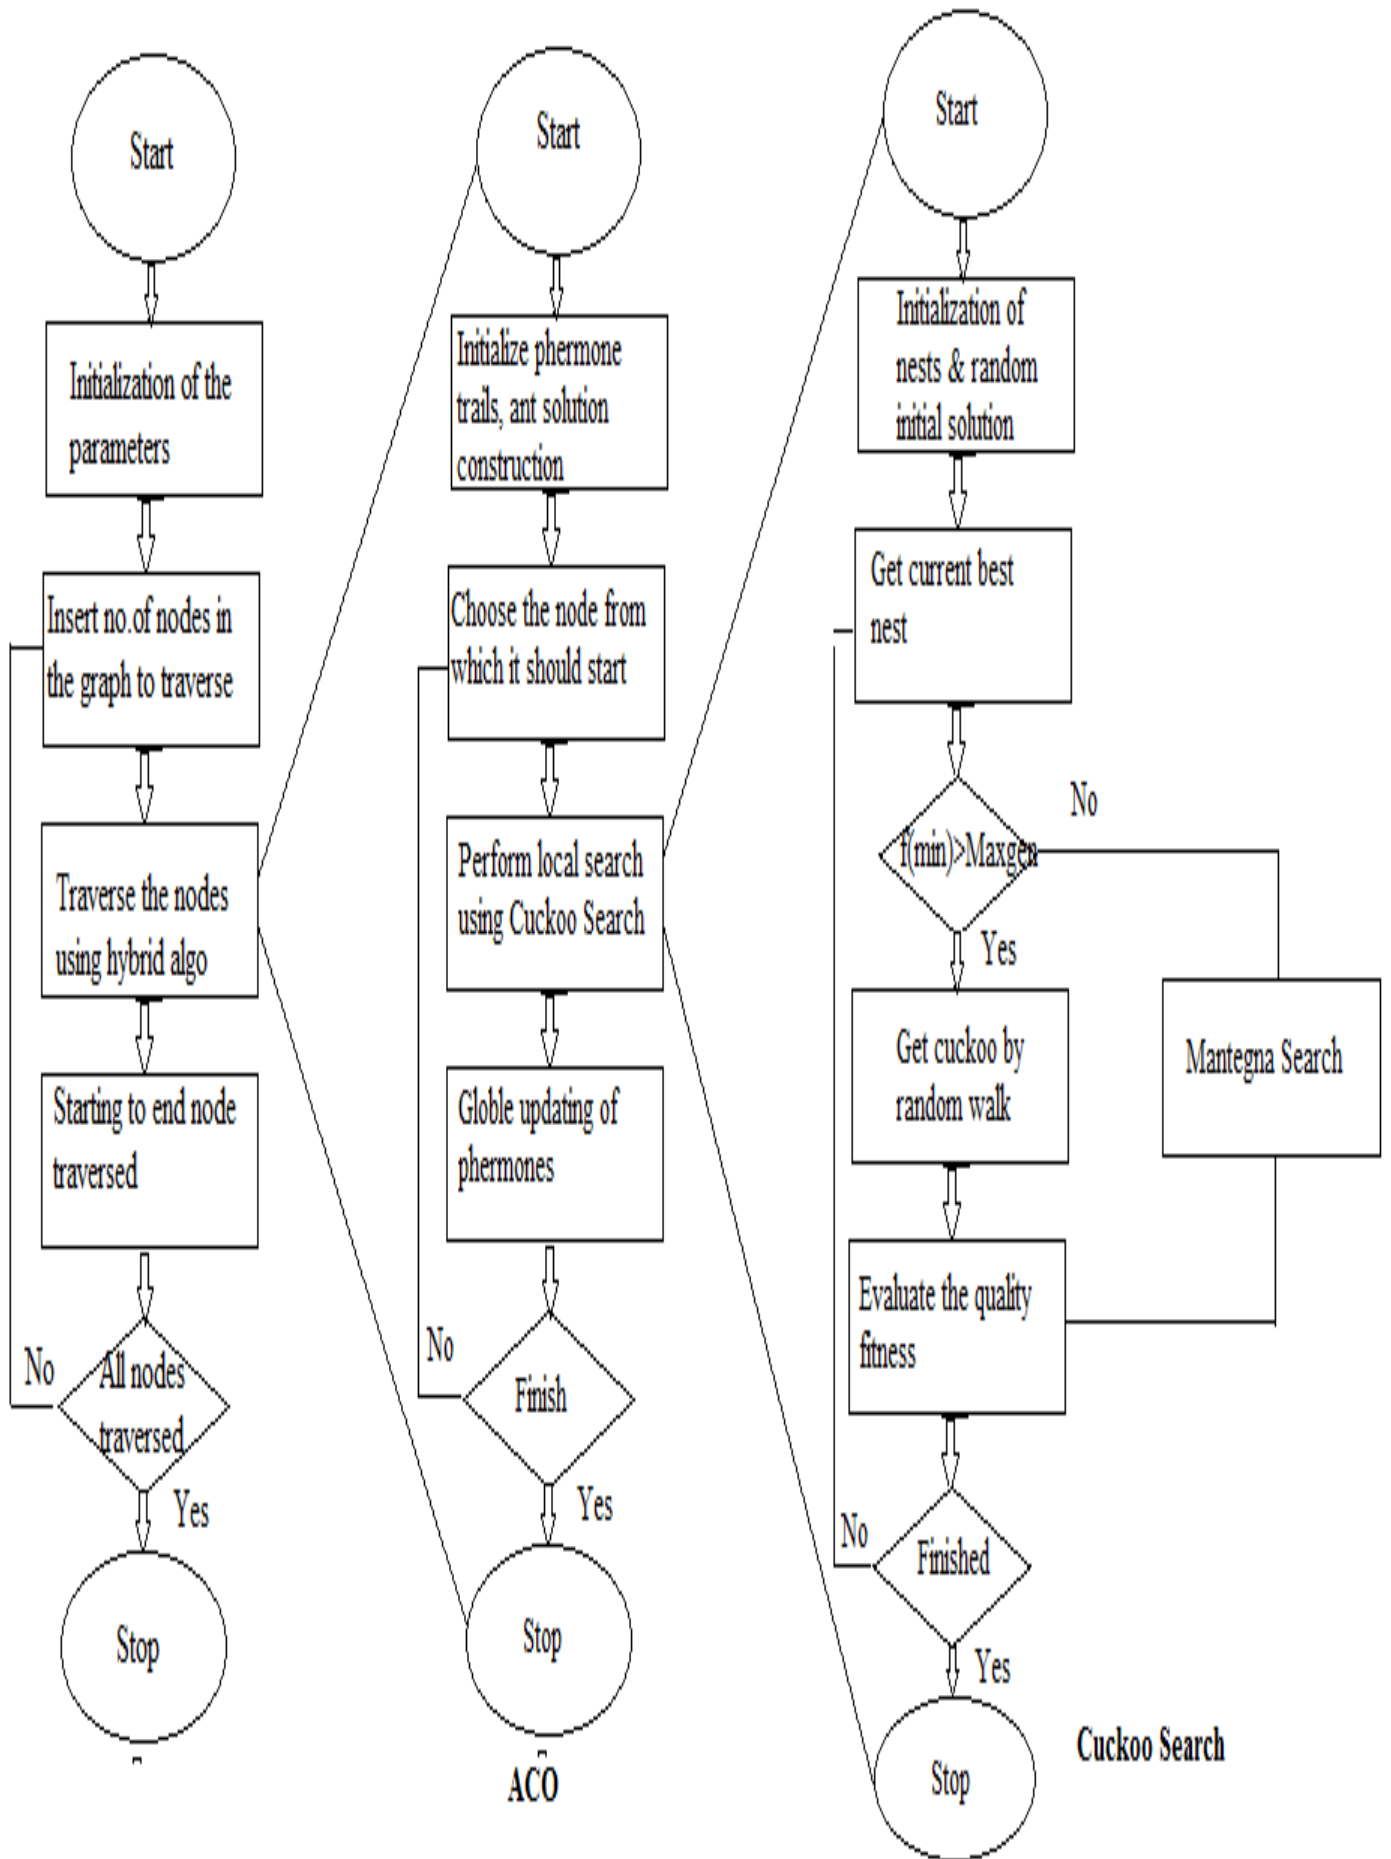 Start
Initialization of the
parameters
Insert no.of nodes in
the graph to traverse
Traverse the nodes
using hybrid algo
Starting to end node
traversed
No
All nodes
traversed
Yes
Stop
Start
Initialize phermone
trails, ant solution
construction
Choose the node from
which it should start
Perform local search
using Cuckoo Search
Globle updating of
phermones
No
Finish
Yes
Stop
ACO
Start
Initialization of
nests & random
initial solution
Get current best
nest
No
f(min)>Maxgen
Yes
Get cuckoo by
random walk
Mantegna Search
Evaluate the quality
fitness
No
Finished
Yes
Stop
Cuckoo Search